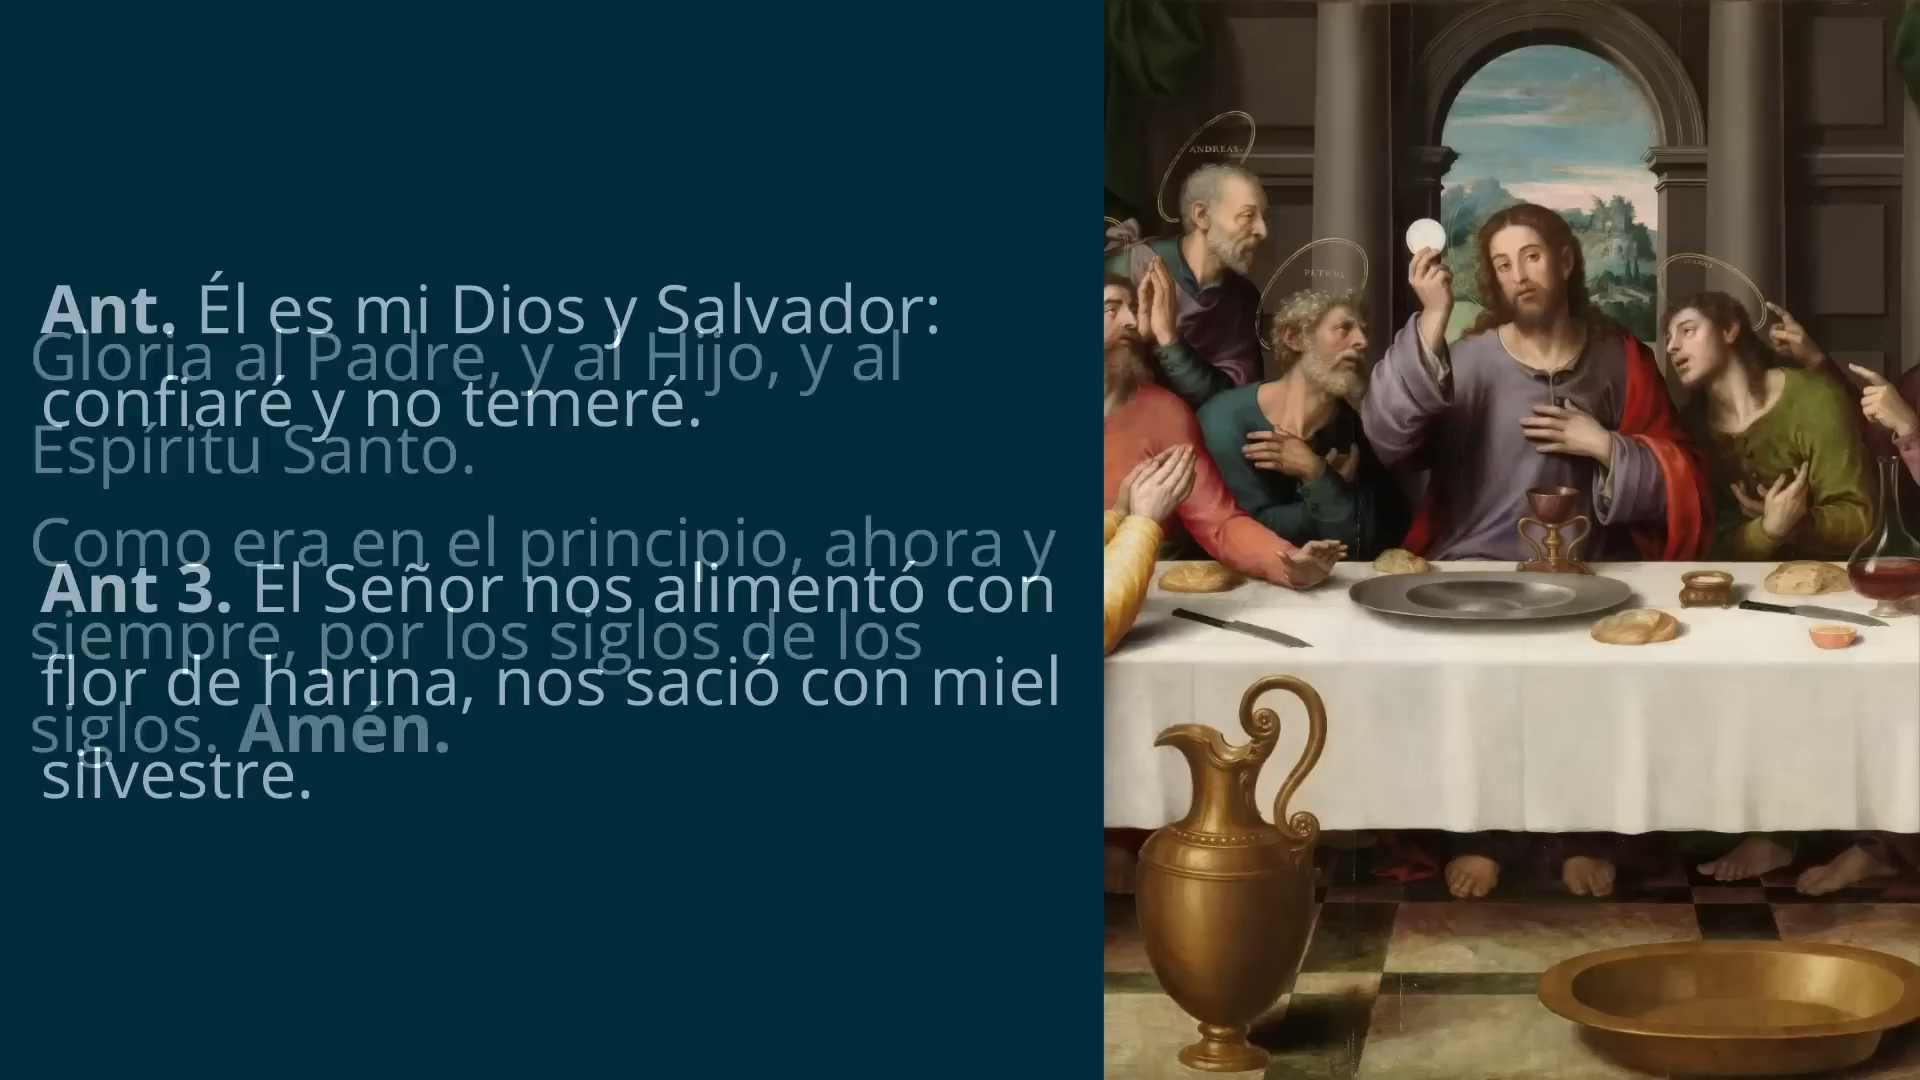 Ant. Él es mi Dios y Salvador:
confiaré y no temeré.
Ant 3. El Señor nos alimentó con
flor de harina, nos sació con miel
silvestre.
Gloria al Padre, y al Hijo, y al
Espíritu Santo.
Como era en el principio, ahora y
siempre, por los siglos de los
siglos. Amén.
ANDREAS
PETRVS